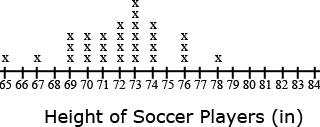 65 66 67 68 69 70 71 72 73 74 75 76 77 78 79 80 81 82 83 84
Height of Soccer Players (in)